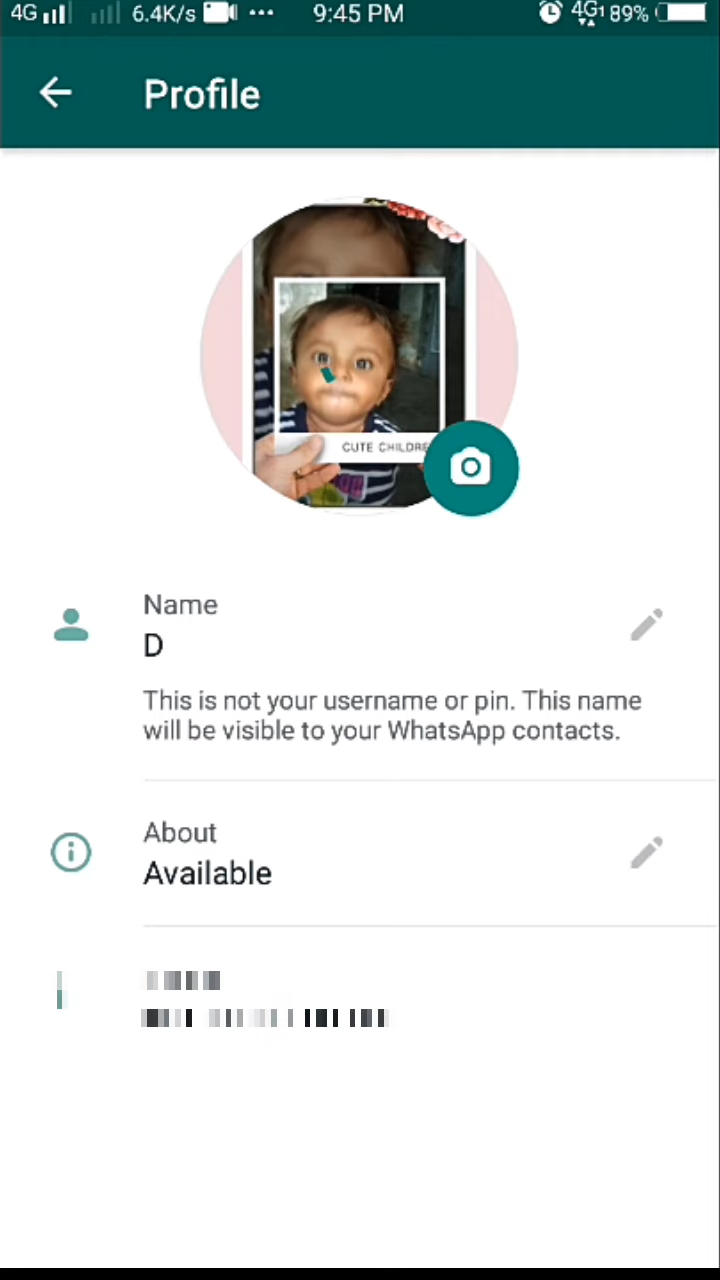 4G 6.4K/s ... 9:45 PM 4G1 89%
Profile
CUTE CHILDRE
Name
D
This is not your username or pin. This name
will be visible to your WhatsApp contacts.
About
Available